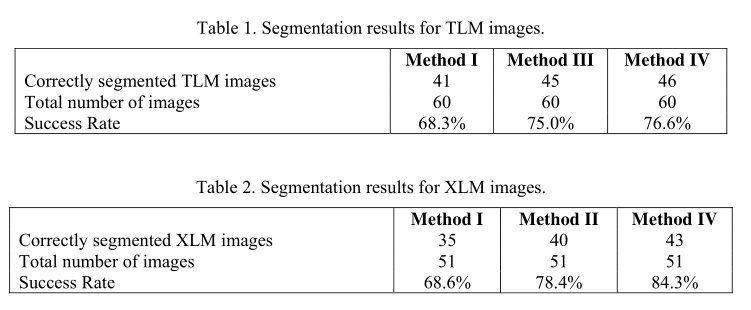 Table 1. Segmentation results for TLM images.
Method I Method III Method IV
Correctly segmented TLM images 41 45 46
Total number of images 60 60 60
Success Rate 68.3% 75.0% 76.6%
Table 2. Segmentation results for XLM images.
Method I Method II Method IV
Correctly segmented XLM images 35 40 43
Total number of images 51 51 51
Success Rate 68.6% 78.4% 84.3%